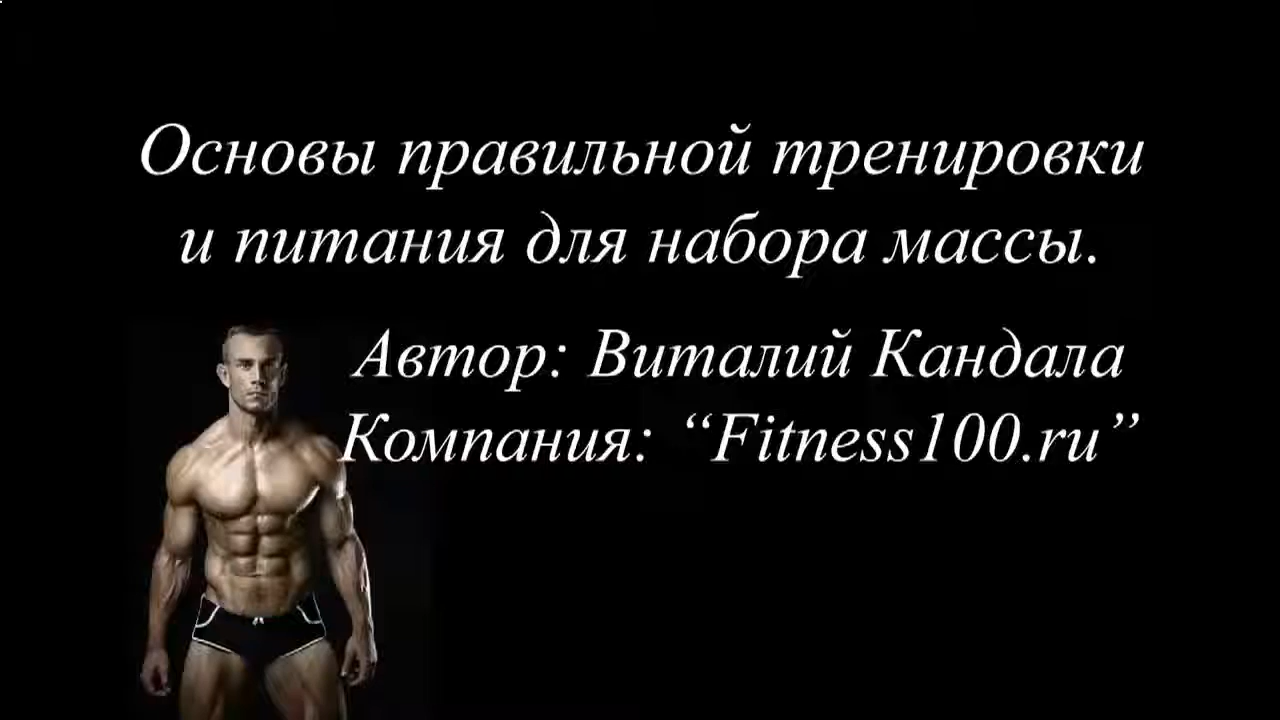 Основы правильной тренировки
и питания для набора массы.
Автор: Виталий Кандала
Компания: “Fitness100.ru”